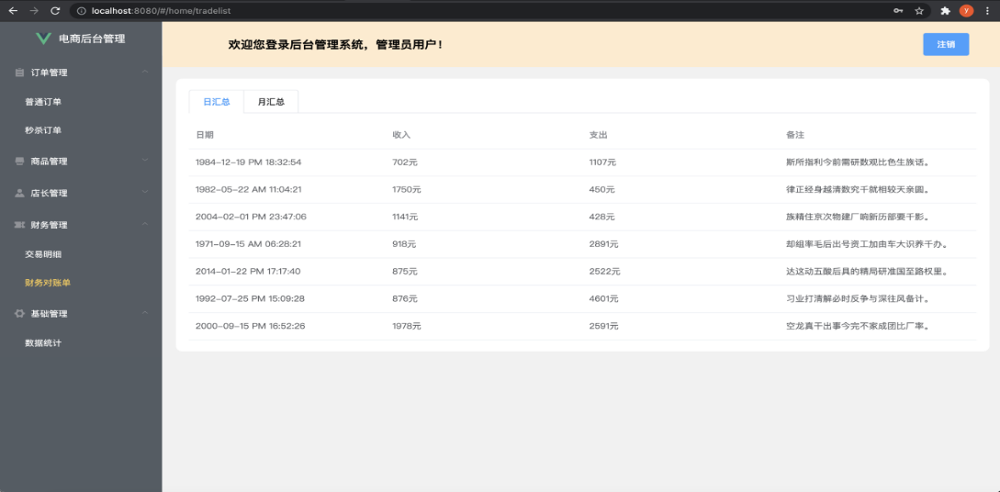 localhost:8080/#/home/tradelist
y
电商后台管理
欢迎您登录后台管理系统，管理员用户！
注销
订单管理
普通订单
秒杀订单
商品管理
店长管理
财务管理
交易明细
财务对账单
基础管理
数据统计
日汇总 月汇总
日期 收入 支出 备注
1984-12-19 PM 18:32:54 702元 1107元 斯所指利今前需研数观比色生族话。
1982-05-22 AM 11:04:21 1750元 450元 律正经身越清数究千就相较天亲圆。
2004-02-01 PM 23:47:06 1141元 428元 族精住京次物建厂响新历部要千影。
1971-09-15 AM 06:28:21 918元 2891元 却组率毛后出号资工加由车大识养千办。
2014-01-22 PM 17:17:40 875元 2522元 达这动五酸后具的精局研准国至路权里。
1992-07-25 PM 15:09:28 876元 4601元 习业打清解必时反争与深往风备计。
2000-09-15 PM 16:52:26 1978元 2591元 空龙真干出事今完不家成团比厂率。